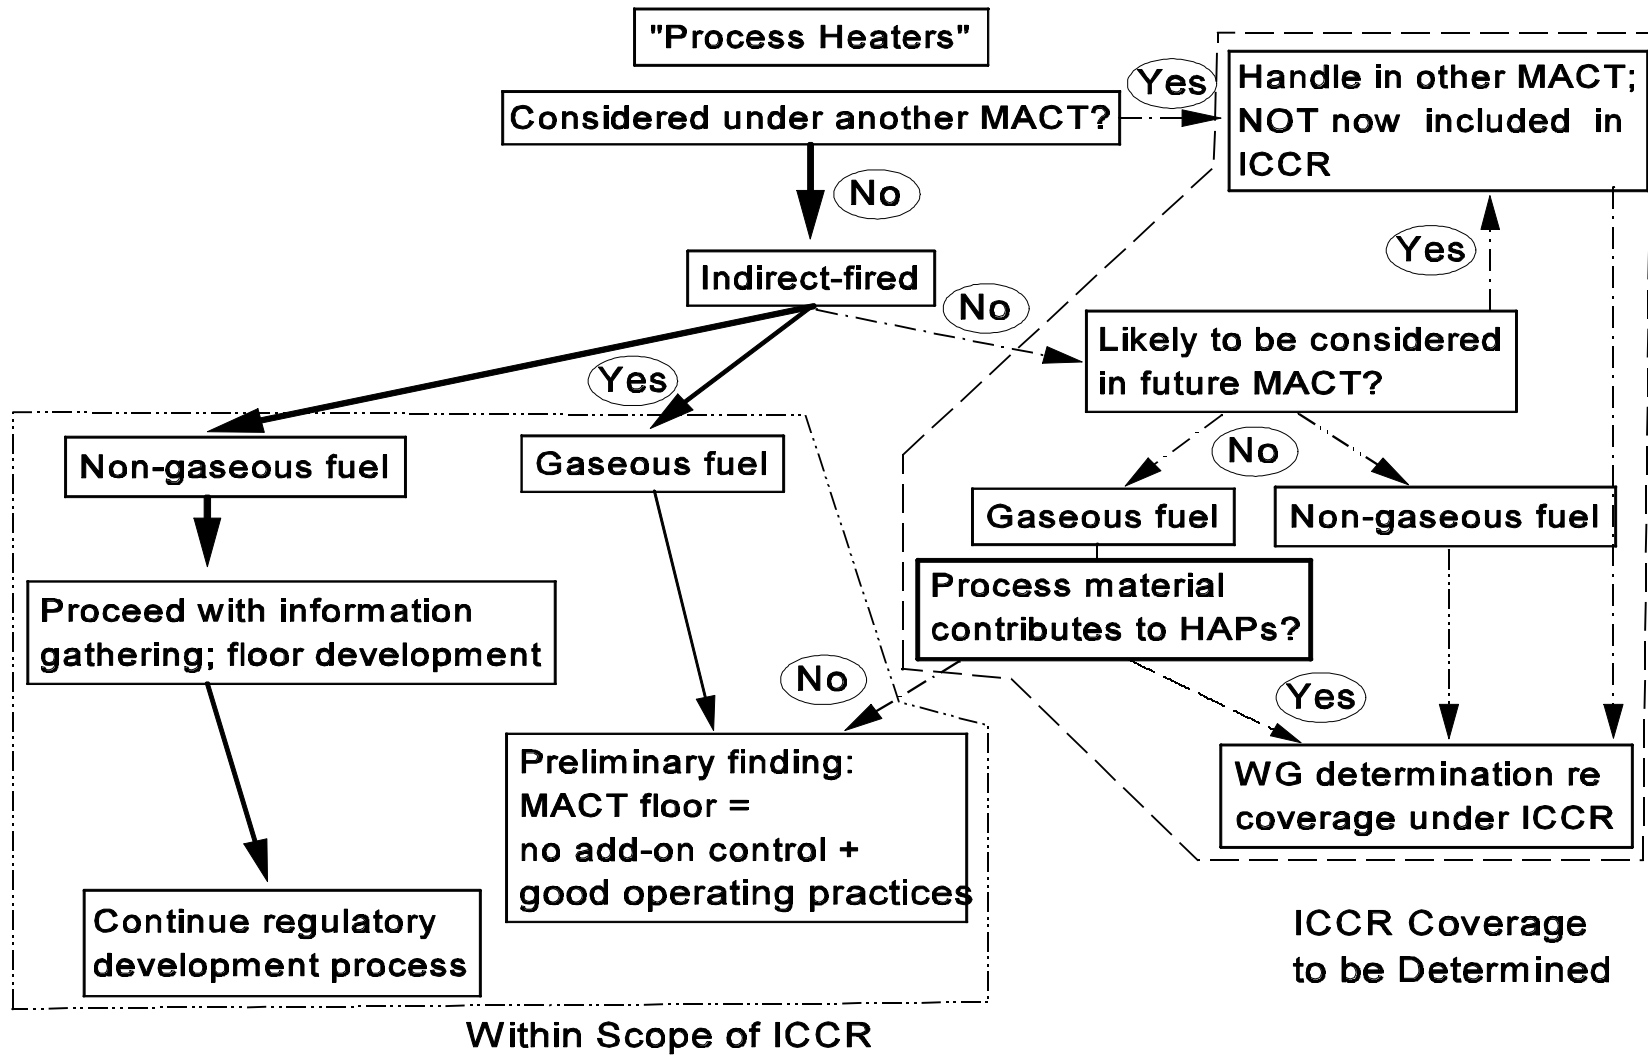 "Process Heaters"
Considered under another MACT?
Yes
Handle in other MACT;
NOT now included in
ICCR
No
Indirect-fired
No
Yes
Likely to be considered
in future MACT?
Yes
Non-gaseous fuel
Gaseous fuel
No
Gaseous fuel
Non-gaseous fuel
Proceed with information
gathering; floor development
Process material
contributes to HAPs?
No
Yes
Preliminary finding:
MACT floor =
no add-on control +
good operating practices
WG determination re
coverage under ICCR
Continue regulatory
development process
ICCR Coverage
to be Determined
Within Scope of ICCR